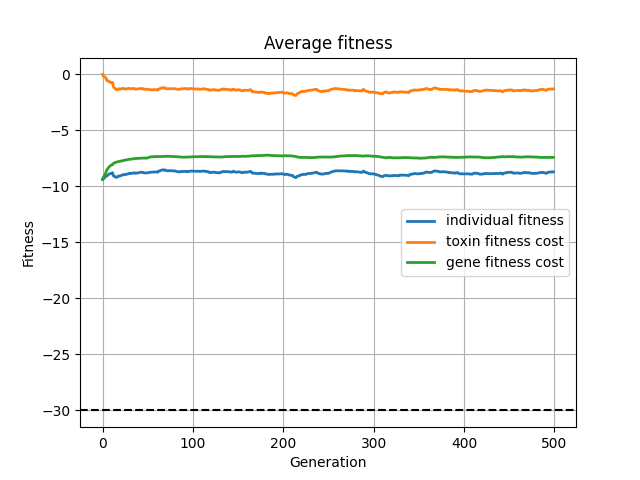 Average fitness
Fitness
0
−5
−10
−15
−20
−25
−30
individual fitness
toxin fitness cost
gene fitness cost
0 100 200 300 400 500
Generation